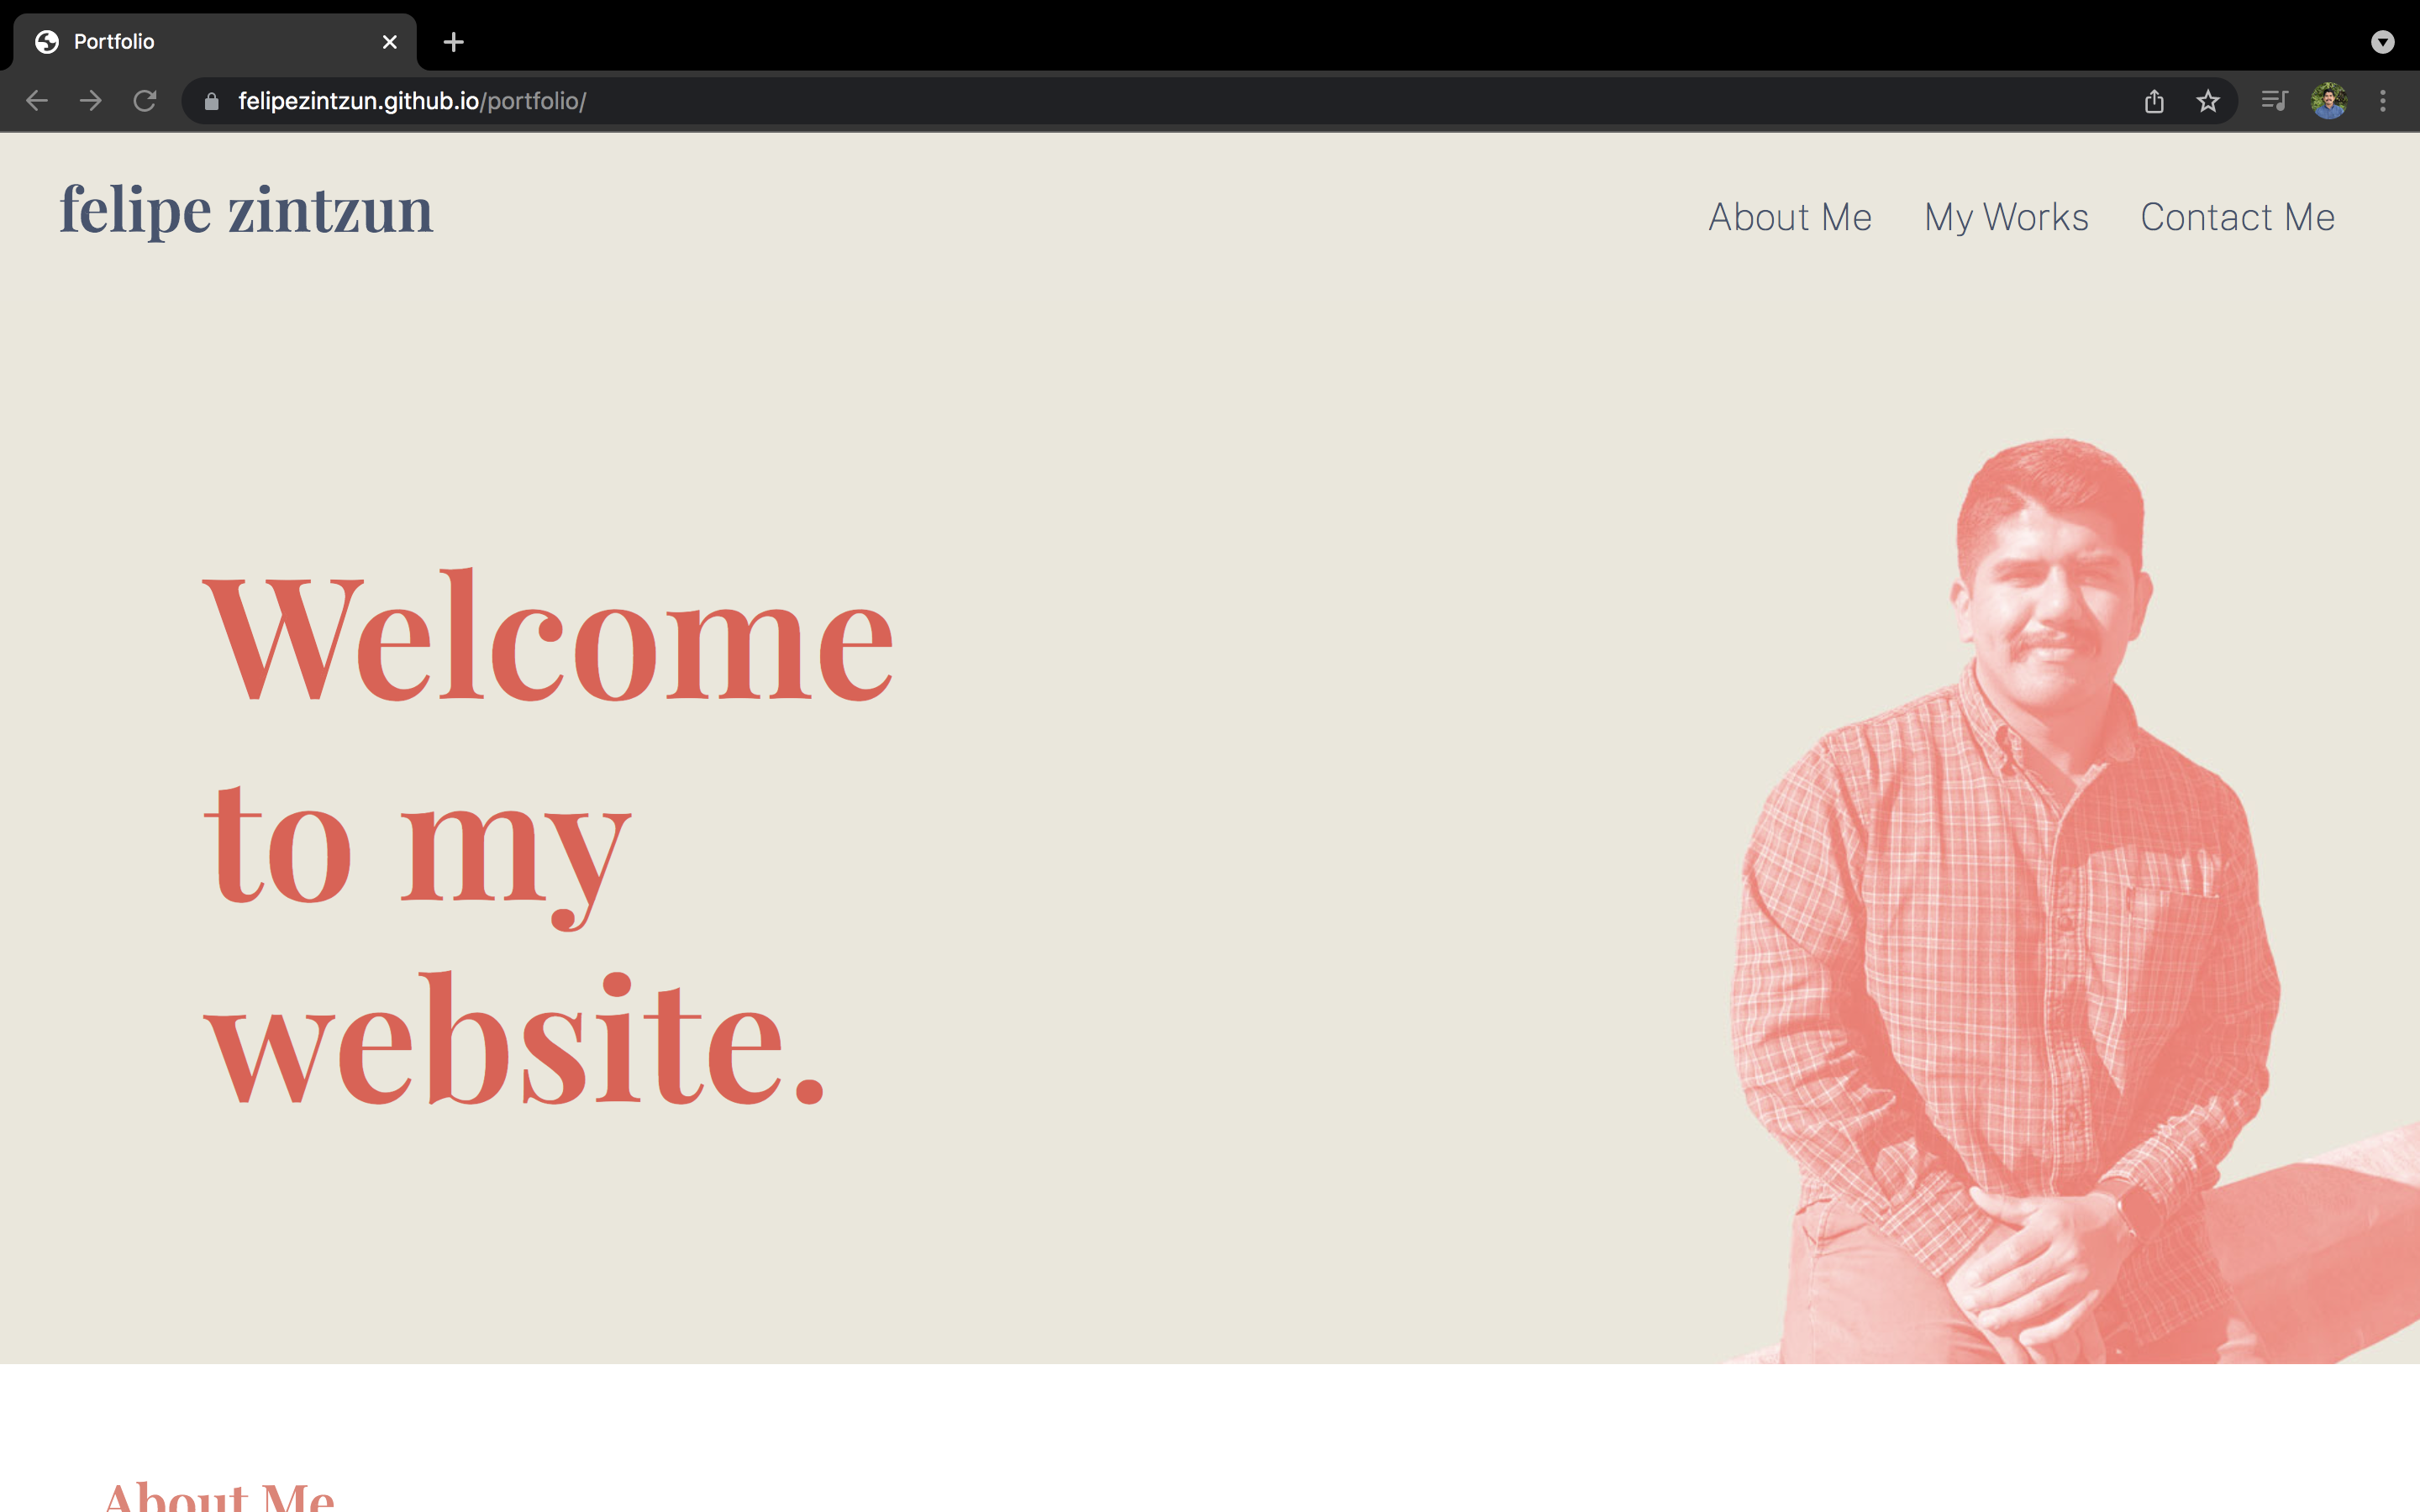 Portfolio
felipezintzun.github.io/portfolio/
felipe zintzun
About Me
My Works
Contact Me
Welcome
to my
website.
About Me